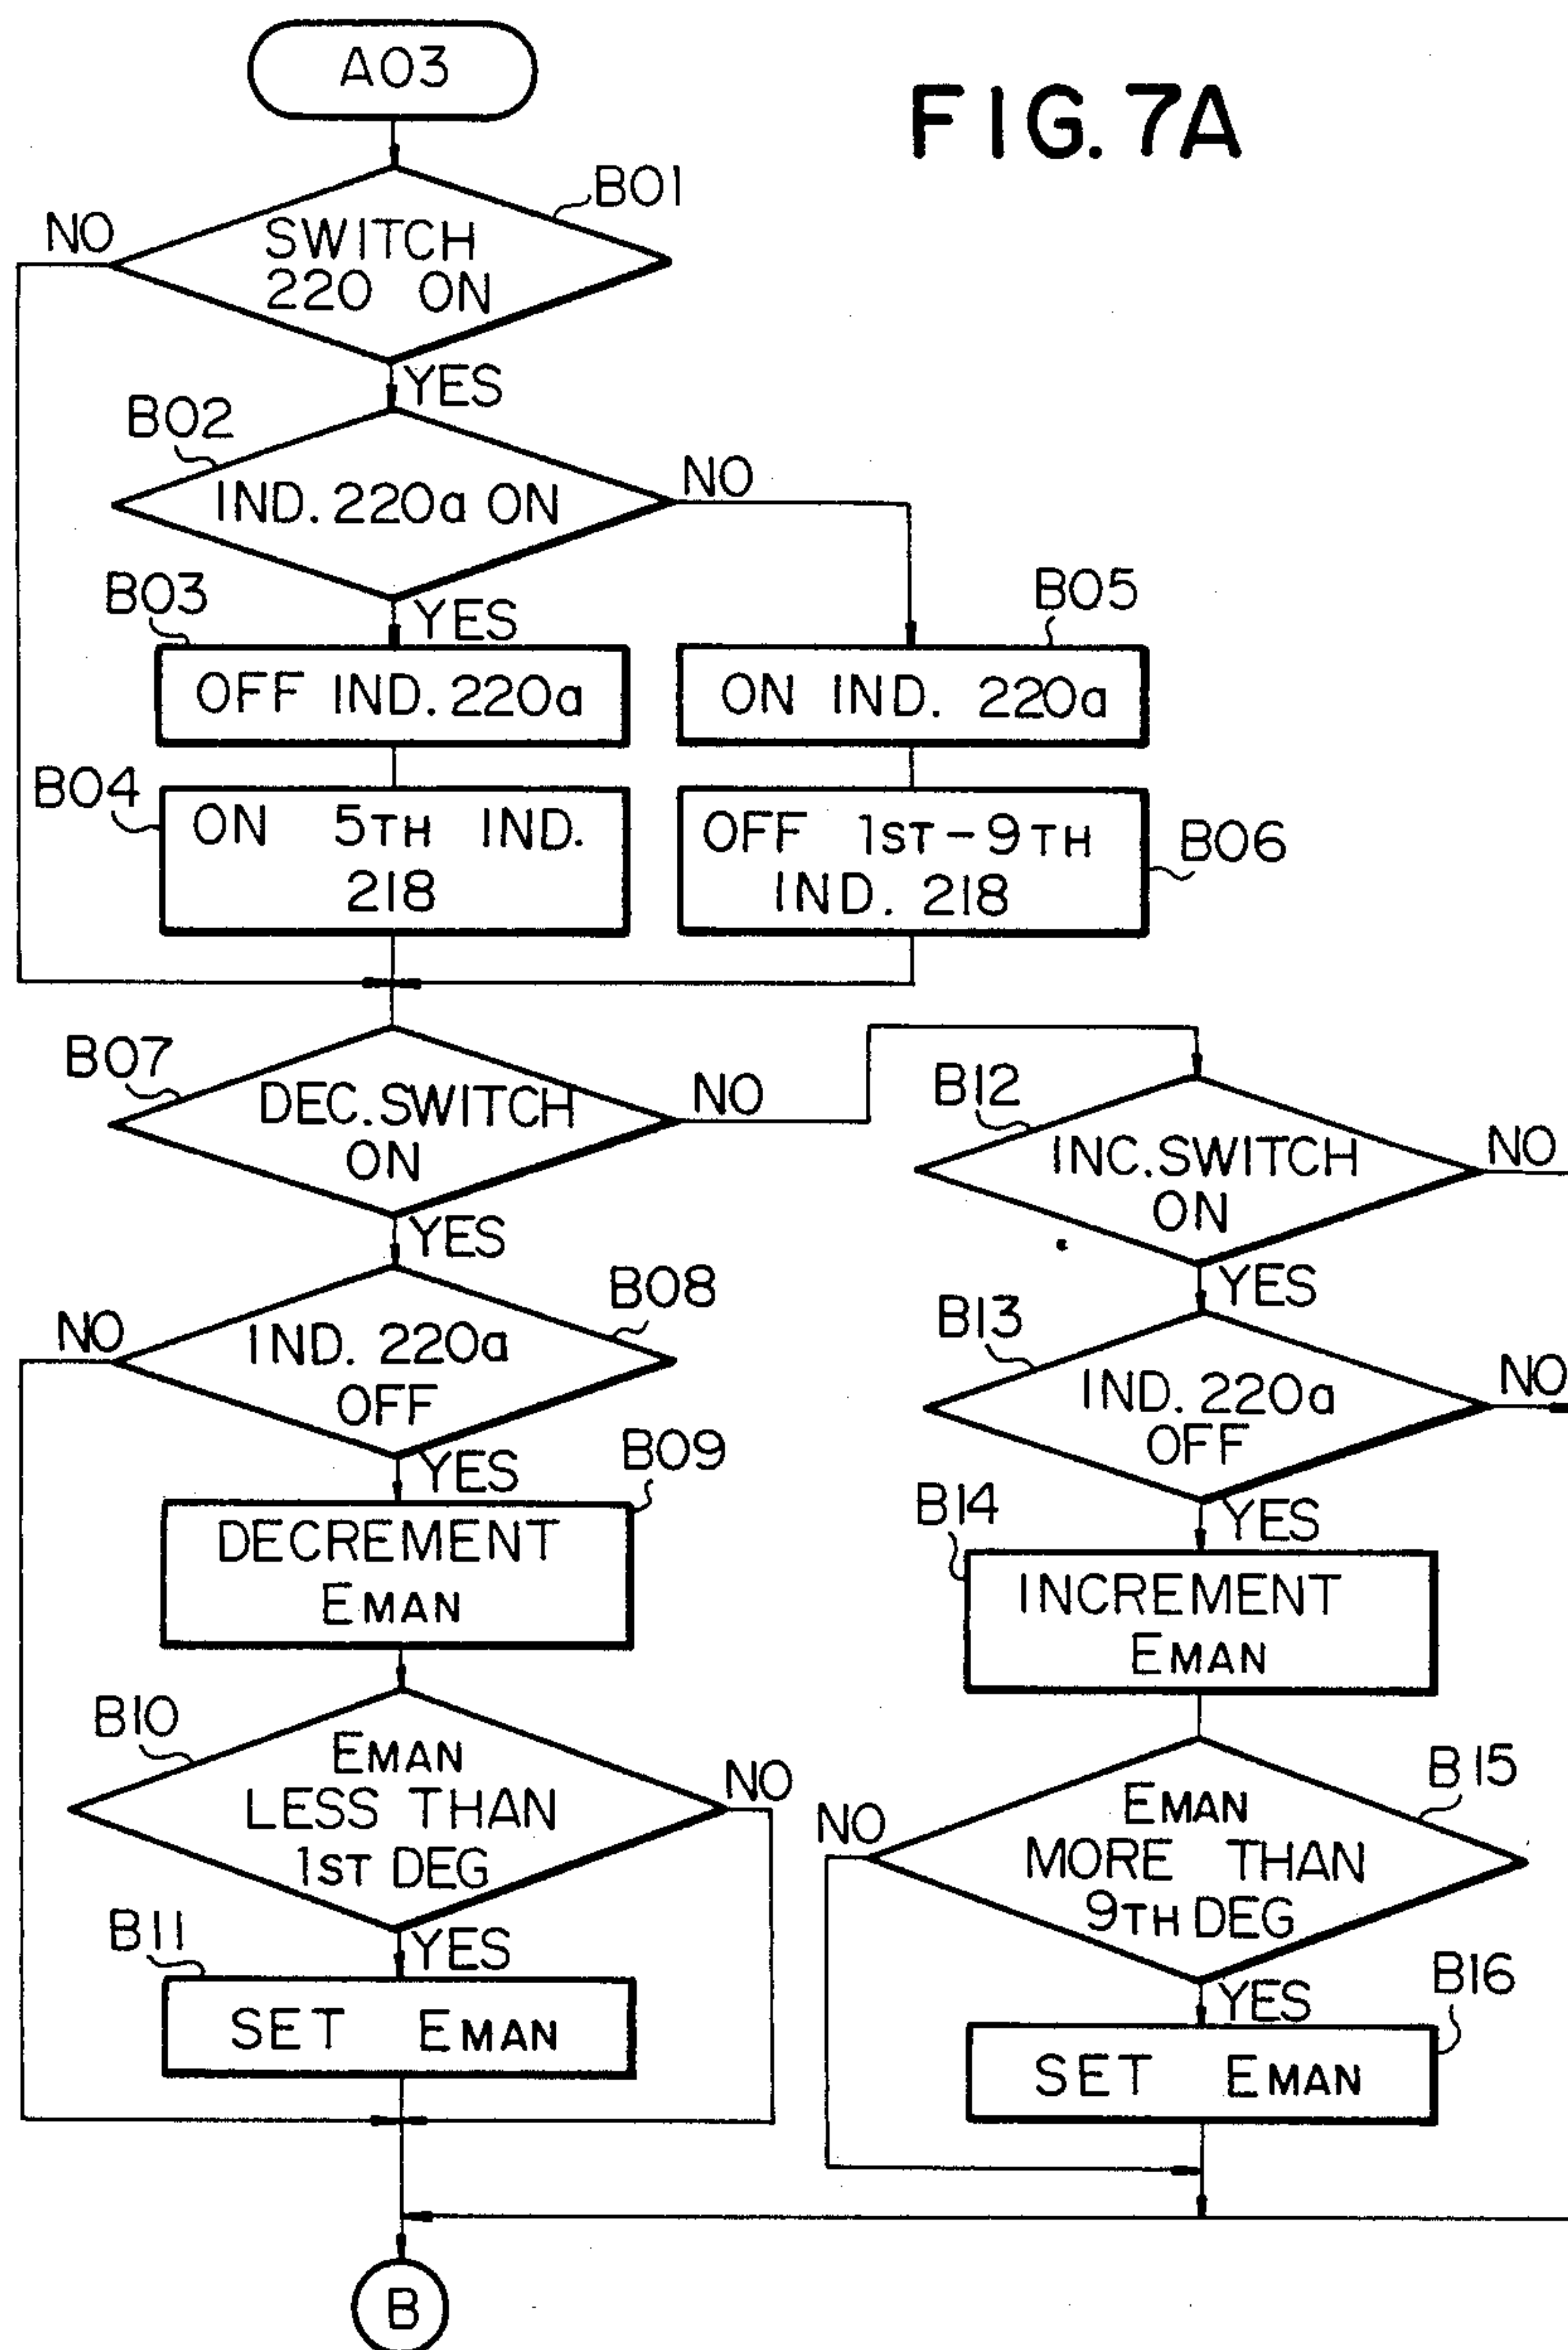 A03
FIG. 7A
B01
NO
SWITCH
220 ON
YES
B02
IND. 220a ON
NO
B03
YES
B05
OFF IND. 220a
ON IND. 220a
B04
ON 5TH IND.
218
OFF 1ST-9TH
IND. 218
B06
B07
DEC. SWITCH
ON
NO
B12
INC. SWITCH
ON
NO
YES
YES
B08
NO
IND. 220a
OFF
B13
IND. 220a
OFF
NO
YES
B09
DECREMENT
EMAN
B14
YES
INCREMENT
EMAN
B10
EMAN
LESS THAN
1ST DEG
NO
B15
NO
EMAN
MORE THAN
9TH DEG
B11
YES
SET EMAN
YES
B16
SET EMAN
B